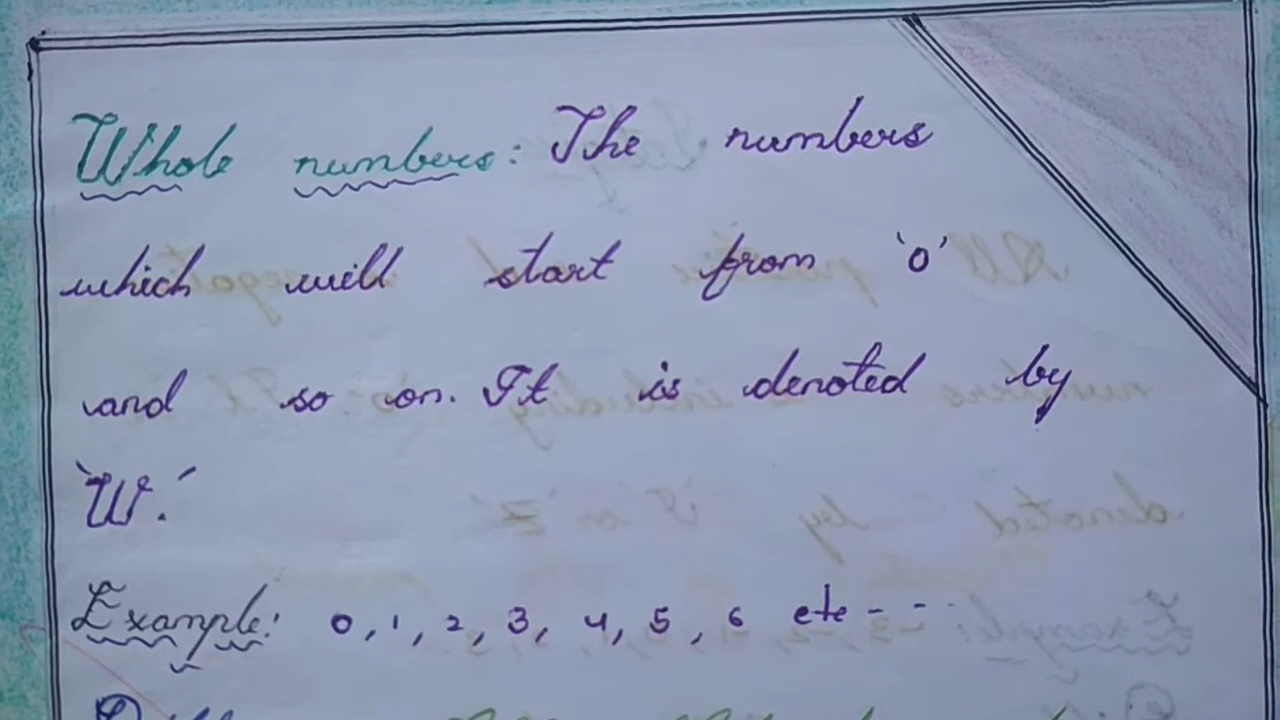 Whole numbers: The numbers
which will start from 'o'
and so on. It is denoted by
'W.'
Example: 0, 1, 2, 3, 4, 5, 6 etc - - -